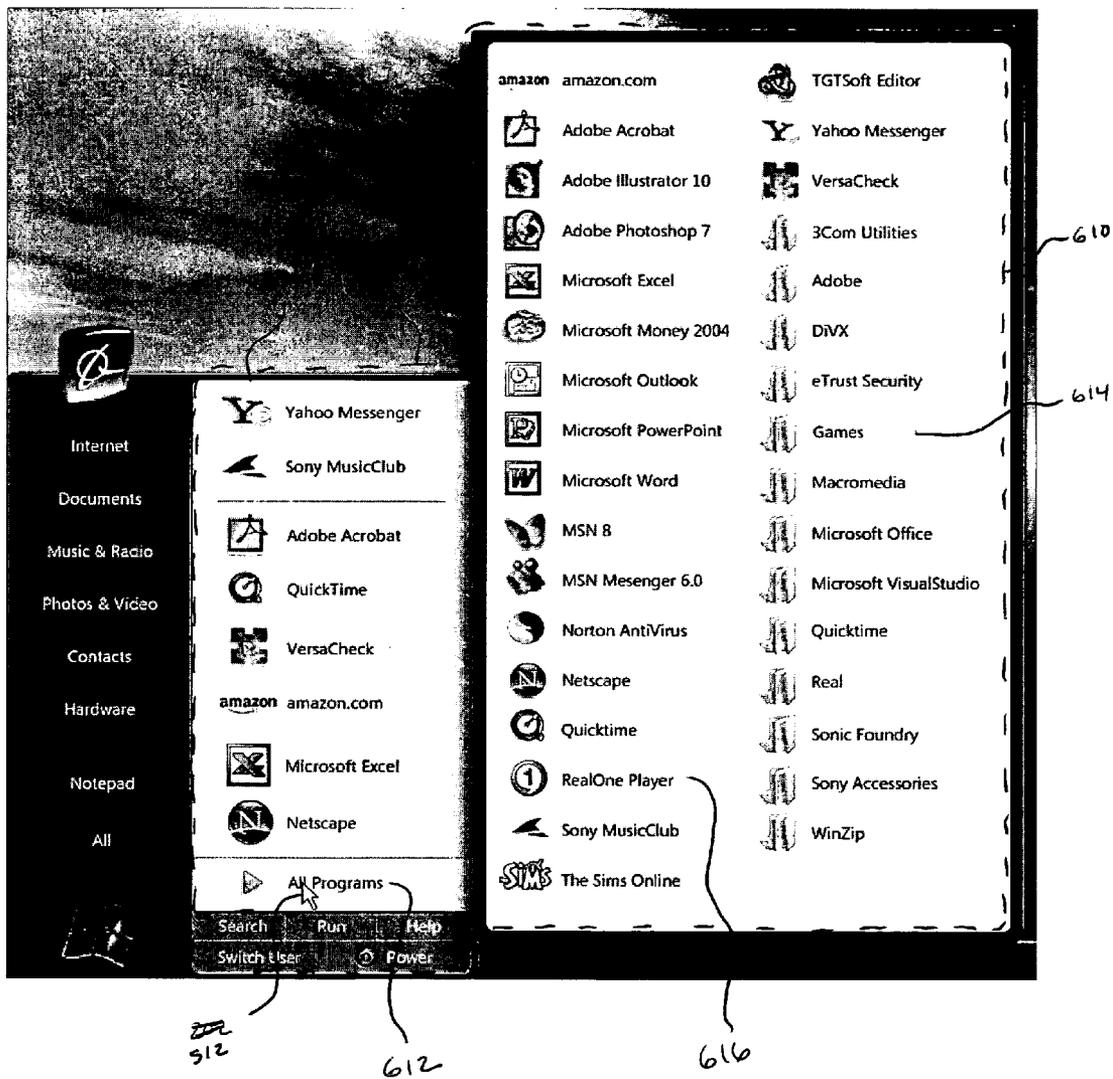 amazon amazon.com
Adobe Acrobat
Adobe Illustrator 10
Adobe Photoshop 7
Microsoft Excel
Microsoft Money 2004
Microsoft Outlook
Microsoft PowerPoint
Microsoft Word
MSN 8
MSN Mesenger 6.0
Norton AntiVirus
N Netscape
Quicktime
1 RealOne Player
Sony MusicClub
SiMs The Sims Online
TGTSoft Editor
Y Yahoo Messenger
VersaCheck
3Com Utilities
Adobe
DiVX
eTrust Security
Games
Macromedia
Microsoft Office
Microsoft VisualStudio
Quicktime
Real
Sonic Foundry
Sony Accessories
WinZip
610
614
Internet
Documents
Music & Radio
Photos & Video
Contacts
Hardware
Notepad
All
Y Yahoo Messenger
Sony MusicClub
Adobe Acrobat
QuickTime
VersaCheck
amazon amazon.com
Microsoft Excel
N Netscape
All Programs
Search Run Help
Switch User Power
512
612
616